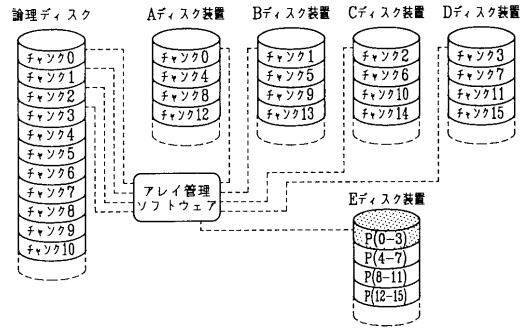 論理ディスク
チャンク0
チャンク1
チャンク2
チャンク3
チャンク4
チャンク5
チャンク6
チャンク7
チャンク8
チャンク9
チャンク10
Aディスク装置
チャンク0
チャンク4
チャンク8
チャンク12
Bディスク装置
チャンク1
チャンク5
チャンク9
チャンク13
Cディスク装置
チャンク2
チャンク6
チャンク10
チャンク14
Dディスク装置
チャンク3
チャンク7
チャンク11
チャンク15
アレイ管理
ソフトウェア
Eディスク装置
P(0-3)
P(4-7)
P(8-11)
P(12-15)